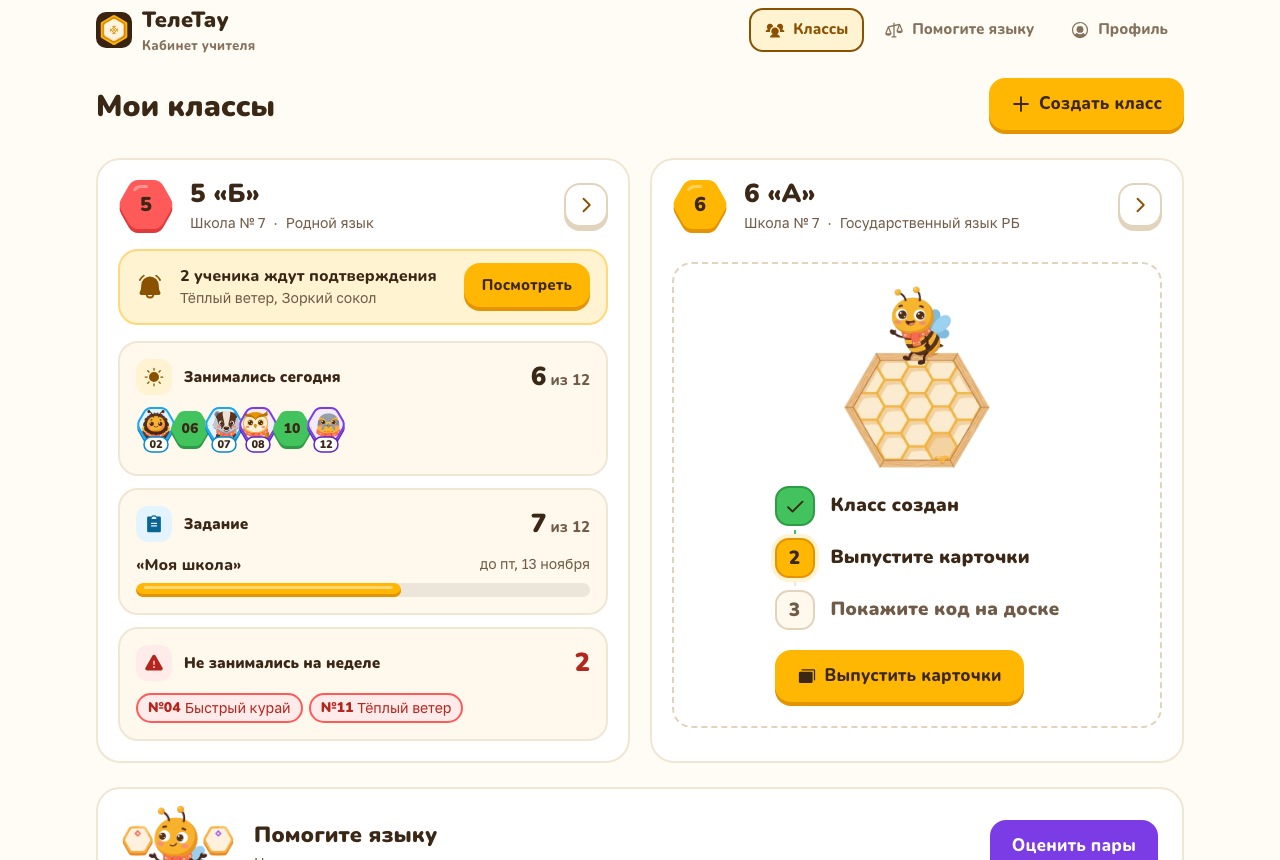 ТелеТау
Кабинет учителя
Классы
Помогите языку
Профиль
Мои классы
Создать класс
5
5 «Б»
Школа № 7 · Родной язык
2 ученика ждут подтверждения
Тёплый ветер, Зоркий сокол
Посмотреть
Занимались сегодня
6 из 12
02 06 07 08 10 12
Задание
7 из 12
«Моя школа»
до пт, 13 ноября
Не занимались на неделе
2
№04 Быстрый курай
№11 Тёплый ветер
6
6 «А»
Школа № 7 · Государственный язык РБ
Класс создан
2 Выпустите карточки
3 Покажите код на доске
Выпустить карточки
Помогите языку
Оценить пары